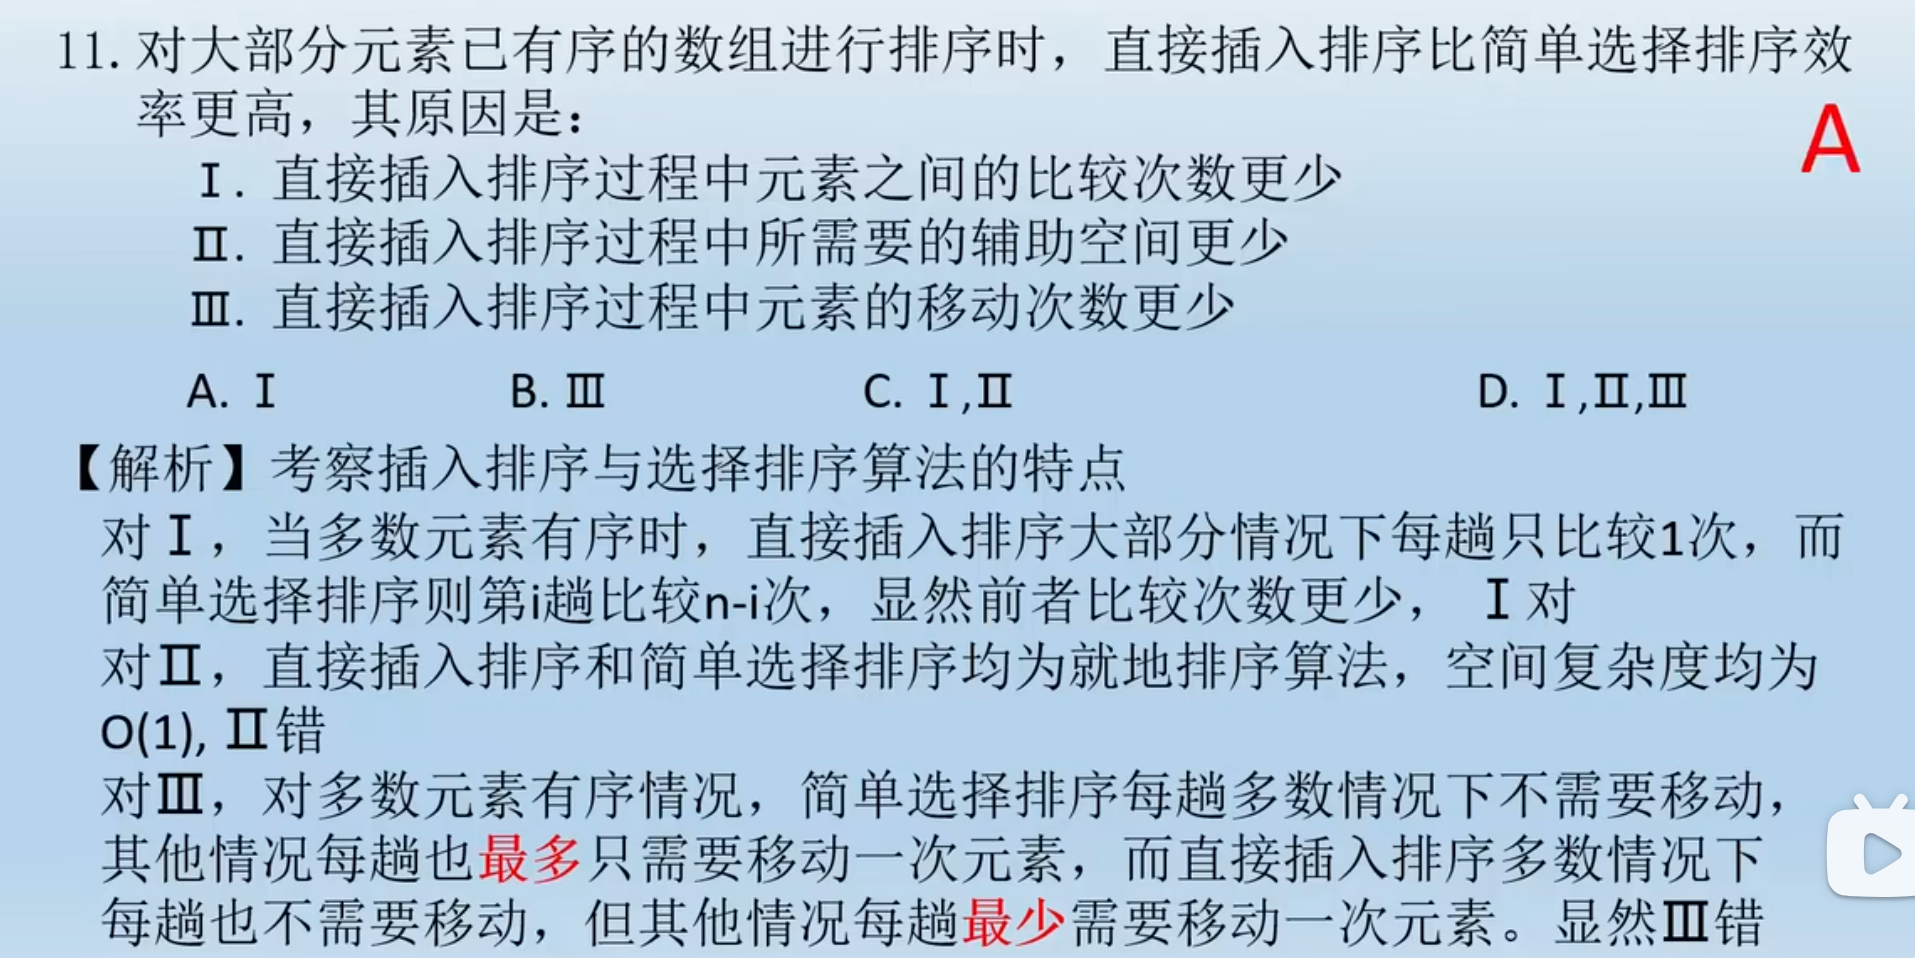 11. 对大部分元素已有序的数组进行排序时，直接插入排序比简单选择排序效
率更高，其原因是：
A
Ⅰ. 直接插入排序过程中元素之间的比较次数更少
Ⅱ. 直接插入排序过程中所需要的辅助空间更少
Ⅲ. 直接插入排序过程中元素的移动次数更少
A. Ⅰ B. Ⅲ C. Ⅰ,Ⅱ D. Ⅰ,Ⅱ,Ⅲ
【解析】考察插入排序与选择排序算法的特点
对Ⅰ，当多数元素有序时，直接插入排序大部分情况下每趟只比较1次，而
简单选择排序则第i趟比较n-i次，显然前者比较次数更少， Ⅰ对
对Ⅱ，直接插入排序和简单选择排序均为就地排序算法，空间复杂度均为
O(1), Ⅱ错
对Ⅲ，对多数元素有序情况，简单选择排序每趟多数情况下不需要移动，
其他情况每趟也最多只需要移动一次元素，而直接插入排序多数情况下
每趟也不需要移动，但其他情况每趟最少需要移动一次元素。显然Ⅲ错